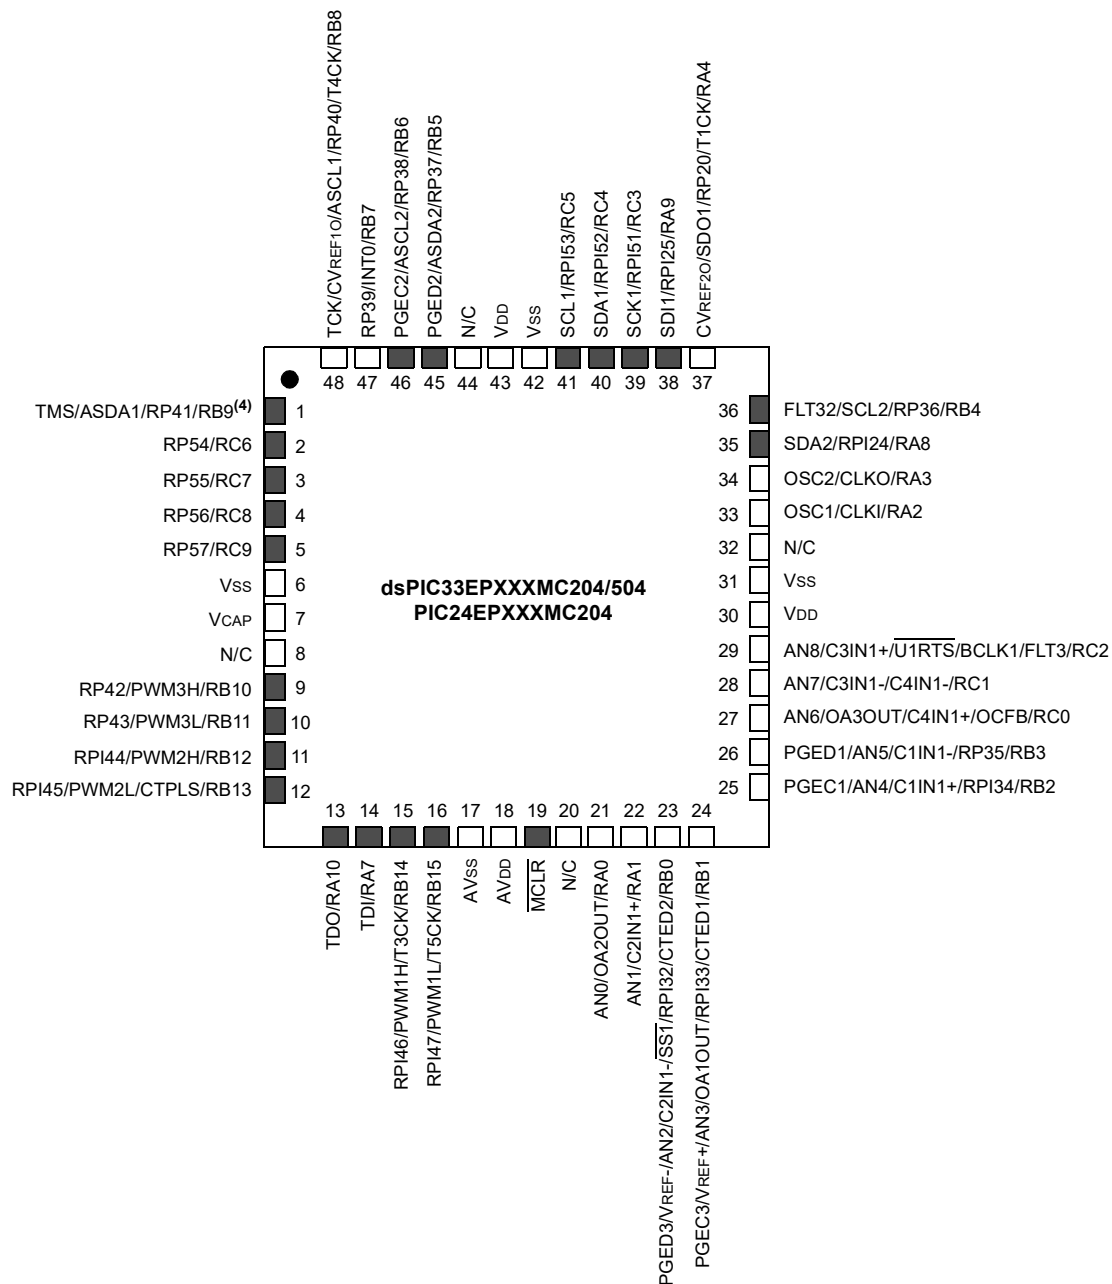 TCK/CVREF1O/ASCL1/RP40/T4CK/RB8
RP39/INT0/RB7
PGEC2/ASCL2/RP38/RB6
PGED2/ASDA2/RP37/RB5
N/C
VDD
VSS
SCL1/RPI53/RC5
SDA1/RPI52/RC4
SCK1/RPI51/RC3
SDI1/RPI25/RA9
CVREF2O/SDO1/RP20/T1CK/RA4
48 47 46 45 44 43 42 41 40 39 38 37
TMS/ASDA1/RP41/RB9(4) 1
RP54/RC6 2
RP55/RC7 3
RP56/RC8 4
RP57/RC9 5
VSS 6
VCAP 7
N/C 8
RP42/PWM3H/RB10 9
RP43/PWM3L/RB11 10
RPI44/PWM2H/RB12 11
RPI45/PWM2L/CTPLS/RB13 12
dsPIC33EPXXXMC204/504
PIC24EPXXXMC204
36 FLT32/SCL2/RP36/RB4
35 SDA2/RPI24/RA8
34 OSC2/CLKO/RA3
33 OSC1/CLKI/RA2
32 N/C
31 VSS
30 VDD
29 AN8/C3IN1+/U1RTS/BCLK1/FLT3/RC2
28 AN7/C3IN1-/C4IN1-/RC1
27 AN6/OA3OUT/C4IN1+/OCFB/RC0
26 PGED1/AN5/C1IN1-/RP35/RB3
25 PGEC1/AN4/C1IN1+/RPI34/RB2
13 14 15 16 17 18 19 20 21 22 23 24
TDO/RA10
TDI/RA7
RPI46/PWM1H/T3CK/RB14
RPI47/PWM1L/T5CK/RB15
AVSS
AVDD
MCLR
N/C
AN0/OA2OUT/RA0
AN1/C2IN1+/RA1
PGED3/VREF-/AN2/C2IN1-/SS1/RPI32/CTED2/RB0
PGEC3/VREF+/AN3/OA1OUT/RPI33/CTED1/RB1